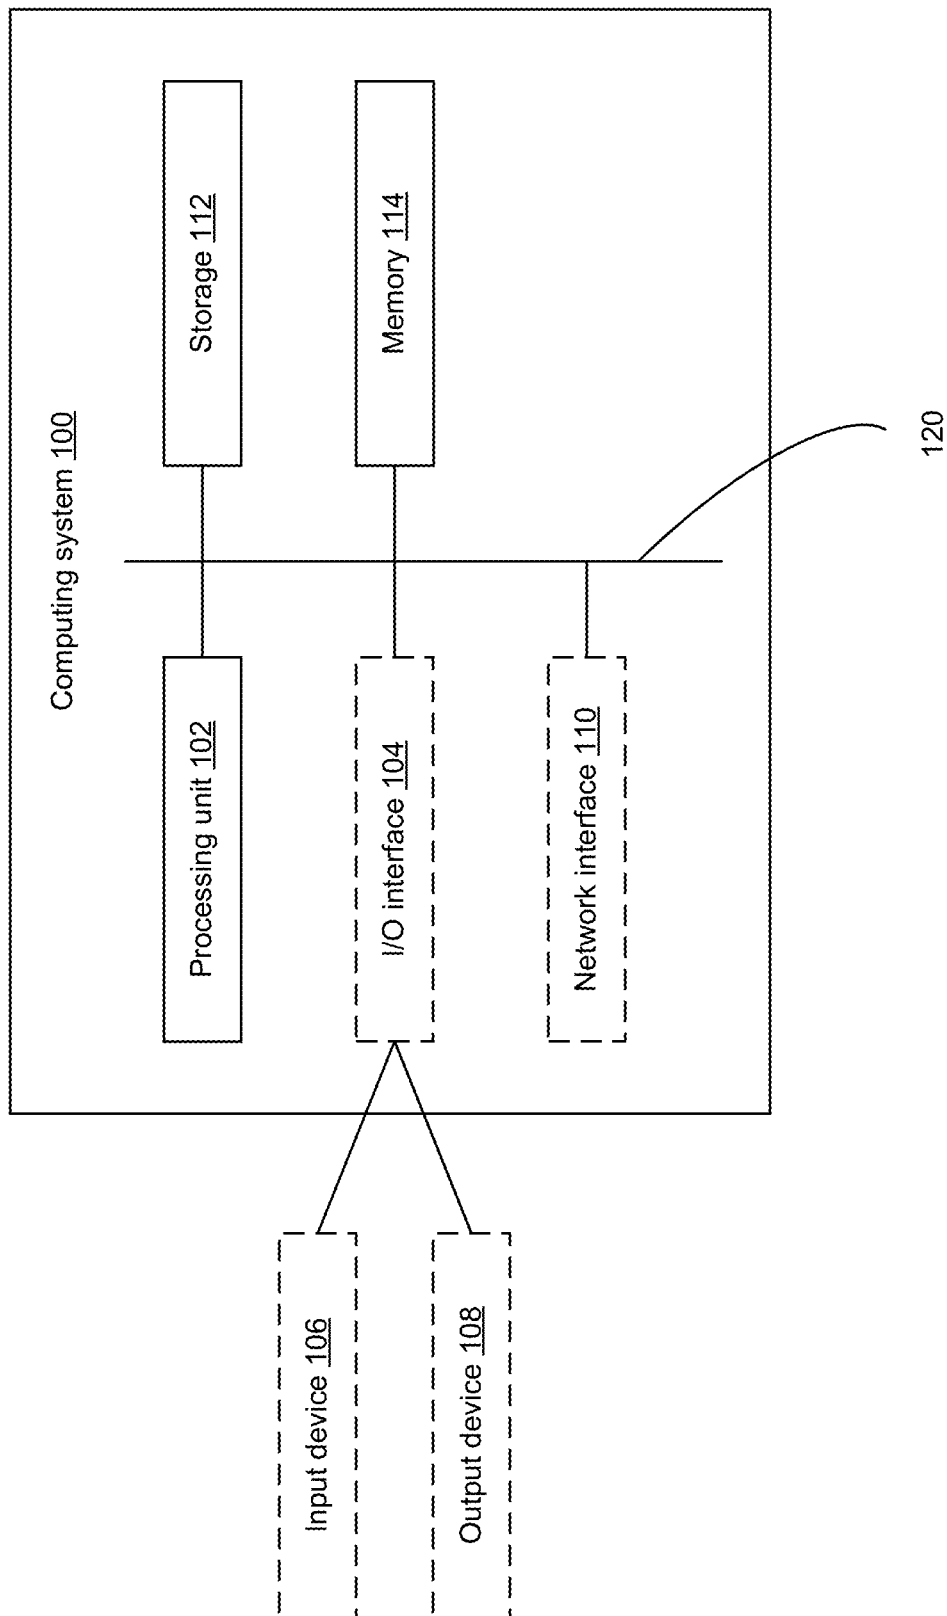 Computing system 100
Processing unit 102
Storage 112
Input device 106
I/O interface 104
Memory 114
Output device 108
Network interface 110
120